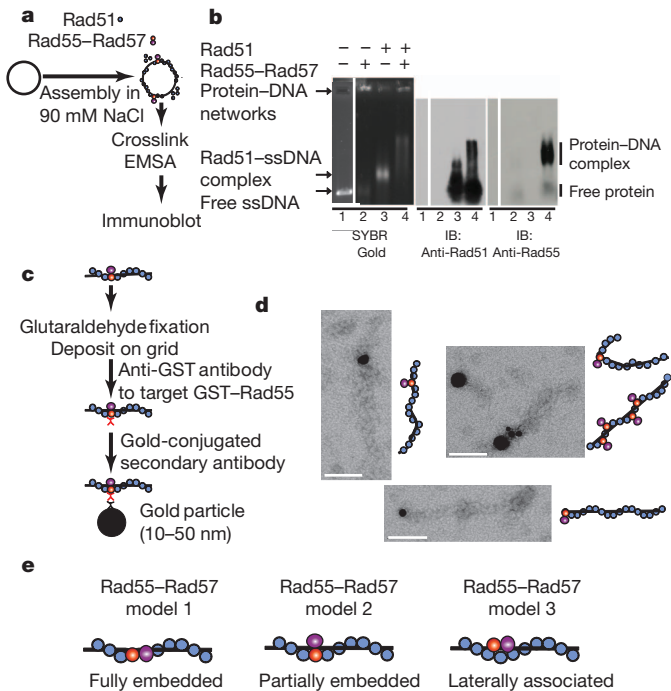 a
Rad51
Rad55–Rad57
Assembly in
90 mM NaCl
Crosslink
EMSA
Immunoblot
b
Rad51 – – + +
Rad55–Rad57 – + – +
Protein–DNA
networks
Rad51–ssDNA
complex
Free ssDNA
1 2 3 4
SYBR
Gold
1 2 3 4
IB:
Anti-Rad51
1 2 3 4
IB:
Anti-Rad55
Protein–DNA
complex
Free protein
c
Glutaraldehyde fixation
Deposit on grid
Anti-GST antibody
to target GST–Rad55
Gold-conjugated
secondary antibody
Gold particle
(10–50 nm)
d
e
Rad55–Rad57
model 1
Fully embedded
Rad55–Rad57
model 2
Partially embedded
Rad55–Rad57
model 3
Laterally associated